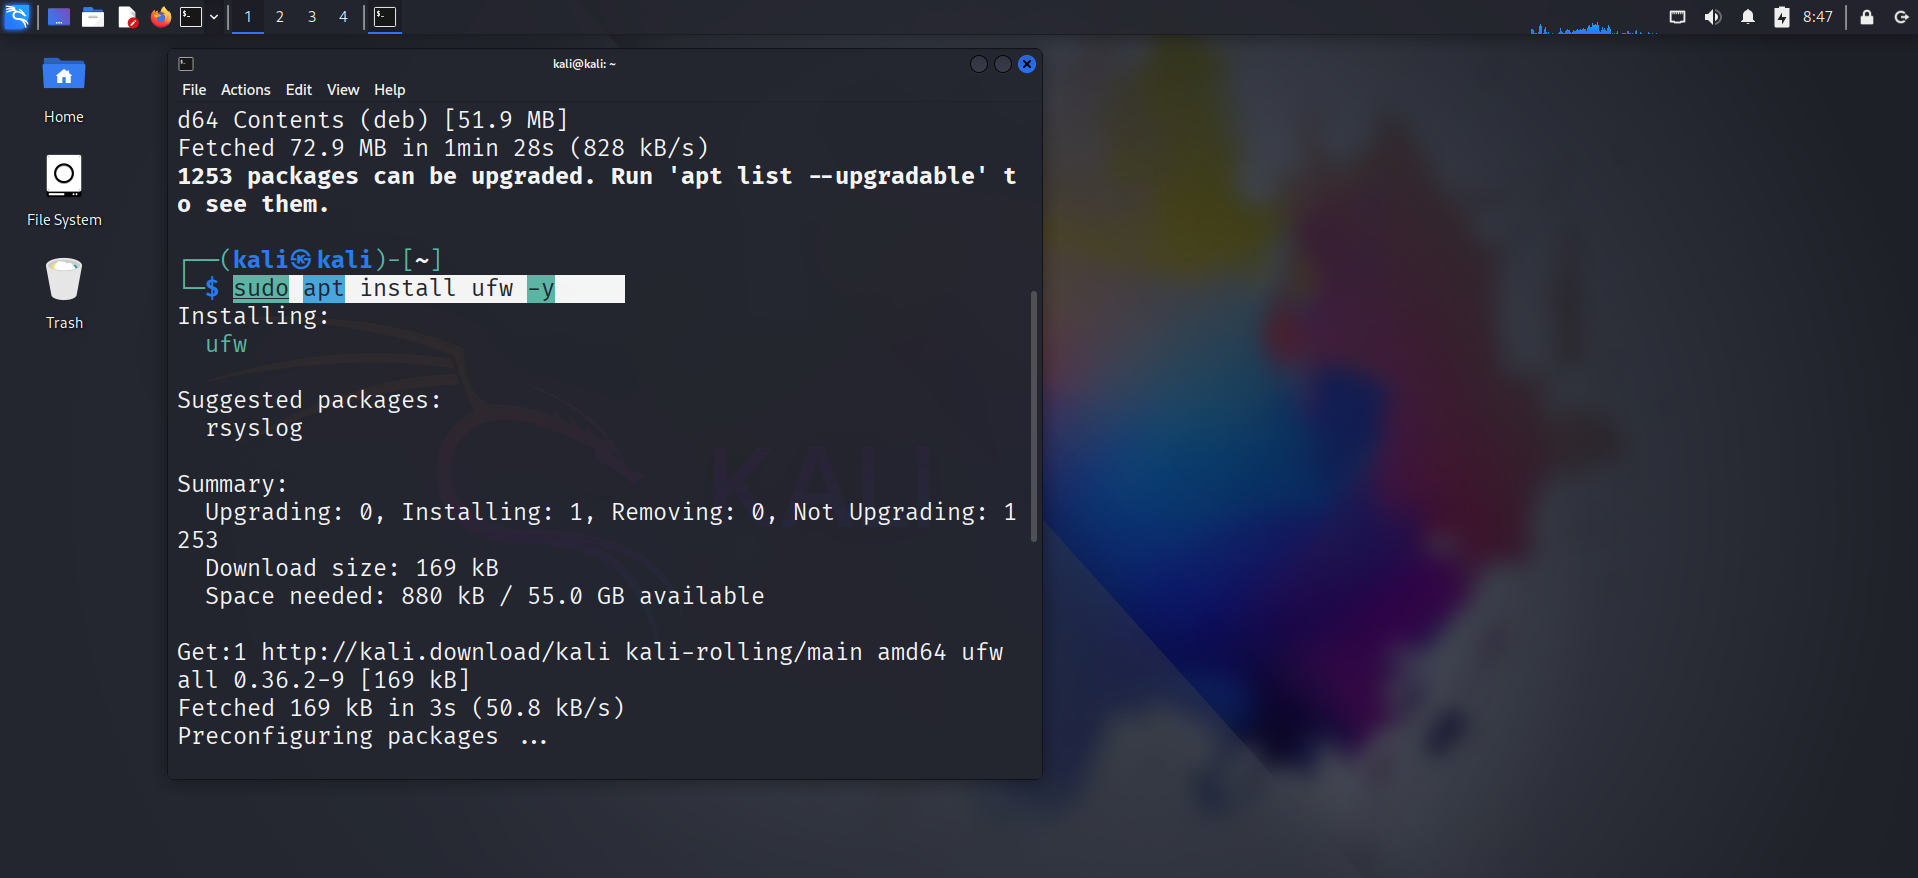 1 2 3 4
8:47
Home
File System
Trash
kali@kali: ~
File Actions Edit View Help
d64 Contents (deb) [51.9 MB]
Fetched 72.9 MB in 1min 28s (828 kB/s)
1253 packages can be upgraded. Run 'apt list --upgradable' t
o see them.
┌──(kali㉿kali)-[~]
└─$ sudo apt install ufw -y
Installing:
ufw
Suggested packages:
rsyslog
Summary:
Upgrading: 0, Installing: 1, Removing: 0, Not Upgrading: 1
253
Download size: 169 kB
Space needed: 880 kB / 55.0 GB available
Get:1 http://kali.download/kali kali-rolling/main amd64 ufw
all 0.36.2-9 [169 kB]
Fetched 169 kB in 3s (50.8 kB/s)
Preconfiguring packages ...
KALI